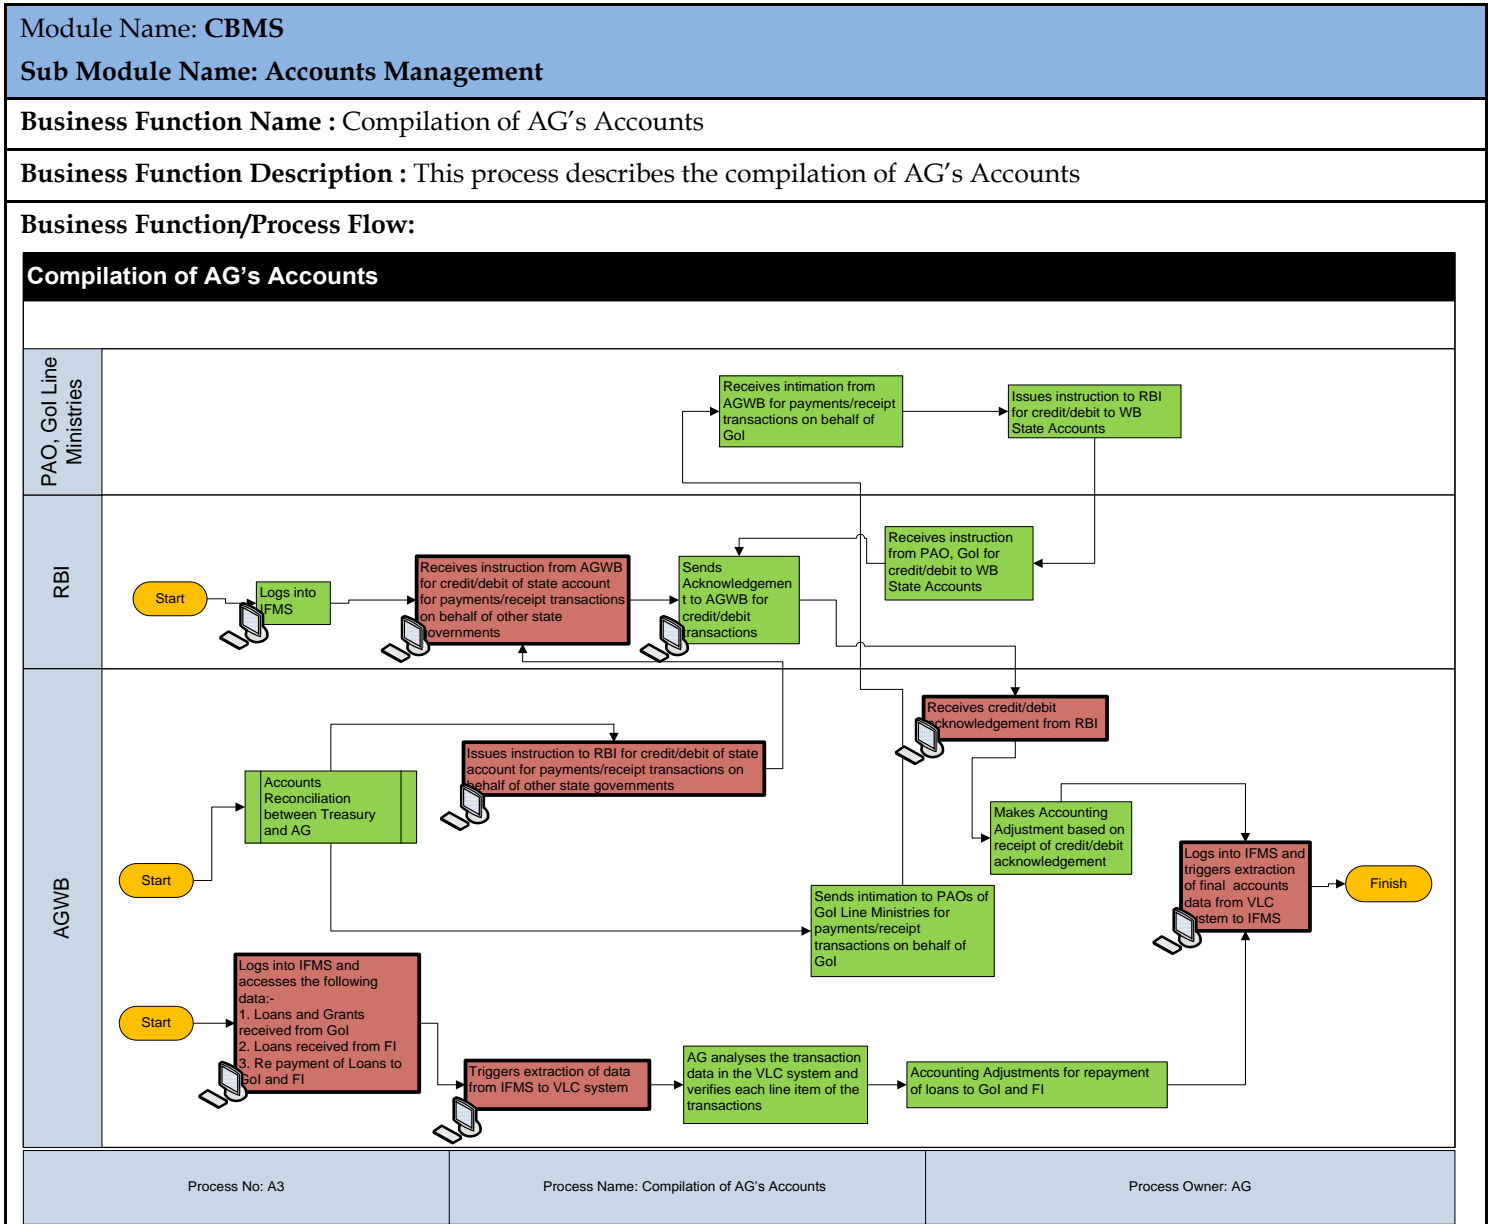 Module Name: CBMS
Sub Module Name: Accounts Management
Business Function Name : Compilation of AG’s Accounts
Business Function Description : This process describes the compilation of AG’s Accounts
Business Function/Process Flow:
Compilation of AG’s Accounts
PAO, GoI Line
Ministries
Receives intimation from
AGWB for payments/receipt
transactions on behalf of
GoI
Issues instruction to RBI
for credit/debit to WB
State Accounts
RBI
Start
Logs into
IFMS
Receives instruction from AGWB
for credit/debit of state account
for payments/receipt transactions
on behalf of other state
governments
Sends
Acknowledgemen
t to AGWB for
credit/debit
transactions
Receives instruction
from PAO, GoI for
credit/debit to WB
State Accounts
AGWB
Receives credit/debit
acknowledgement from RBI
Issues instruction to RBI for credit/debit of state
account for payments/receipt transactions on
behalf of other state governments
Accounts
Reconciliation
between Treasury
and AG
Start
Makes Accounting
Adjustment based on
receipt of credit/debit
acknowledgement
Logs into IFMS and
triggers extraction
of final accounts
data from VLC
system to IFMS
Finish
Sends intimation to PAOs of
GoI Line Ministries for
payments/receipt
transactions on behalf of
GoI
Start
Logs into IFMS and
accesses the following
data:-
1. Loans and Grants
received from GoI
2. Loans received from FI
3. Re payment of Loans to
GoI and FI
Triggers extraction of data
from IFMS to VLC system
AG analyses the transaction
data in the VLC system and
verifies each line item of the
transactions
Accounting Adjustments for repayment
of loans to GoI and FI
Process No: A3
Process Name: Compilation of AG’s Accounts
Process Owner: AG